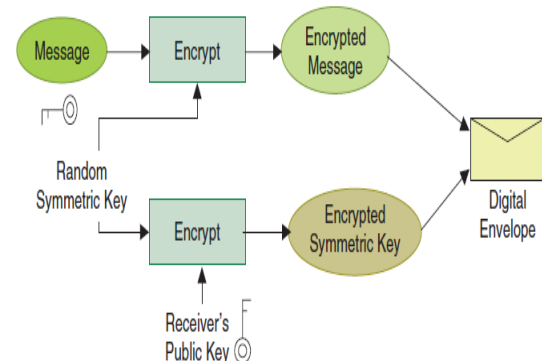 Message
Encrypt
Encrypted
Message
Random
Symmetric Key
Encrypt
Encrypted
Symmetric Key
Digital
Envelope
Receiver's
Public Key